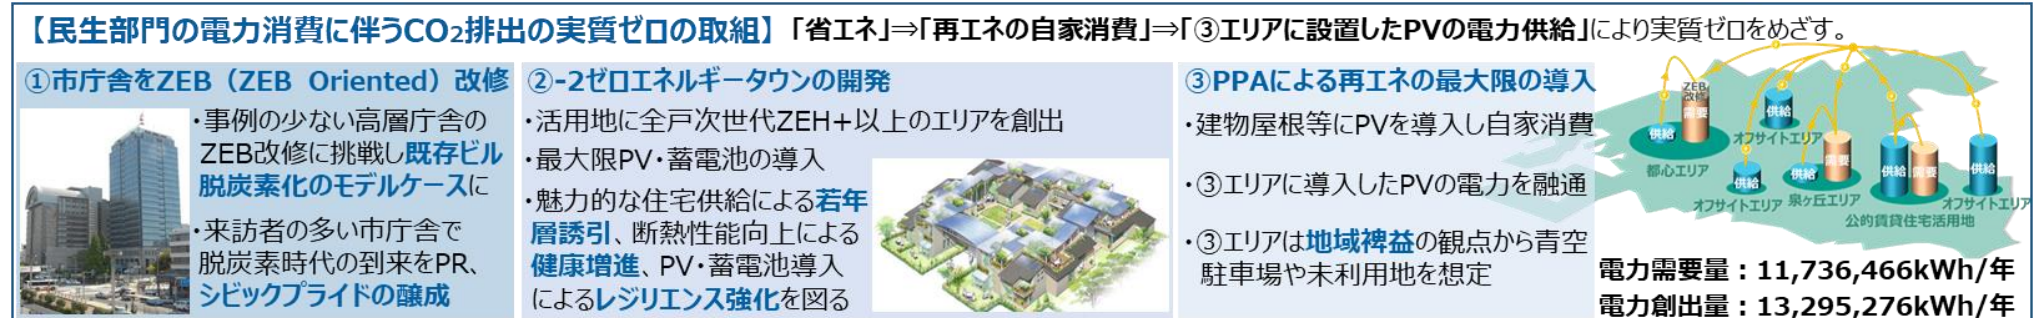 【民生部門の電力消費に伴うCO₂排出の実質ゼロの取組】「省エネ」⇒「再エネの自家消費」⇒「③エリアに設置したPVの電力供給」により実質ゼロをめざす。
①市庁舎をZEB（ZEB Oriented）改修
・事例の少ない高層庁舎の
ZEB改修に挑戦し既存ビル
脱炭素化のモデルケースに
・来訪者の多い市庁舎で
脱炭素時代の到来をPR、
シビックプライドの醸成
②-2ゼロエネルギータウンの開発
・活用地に全戸次世代ZEH+以上のエリアを創出
・最大限PV・蓄電池の導入
・魅力的な住宅供給による若年
層誘引、断熱性能向上による
健康増進、PV・蓄電池導入
によるレジリエンス強化を図る
③PPAによる再エネの最大限の導入
・建物屋根等にPVを導入し自家消費
・③エリアに導入したPVの電力を融通
・③エリアは地域裨益の観点から青空
駐車場や未利用地を想定
ZEB
改修
需要
供給
都心エリア
供給
オフサイトエリア
供給
オフサイトエリア
需要
供給
泉ヶ丘エリア
供給
需要
公的賃貸住宅活用地
供給
オフサイトエリア
電力需要量：11,736,466kWh/年
電力創出量：13,295,276kWh/年